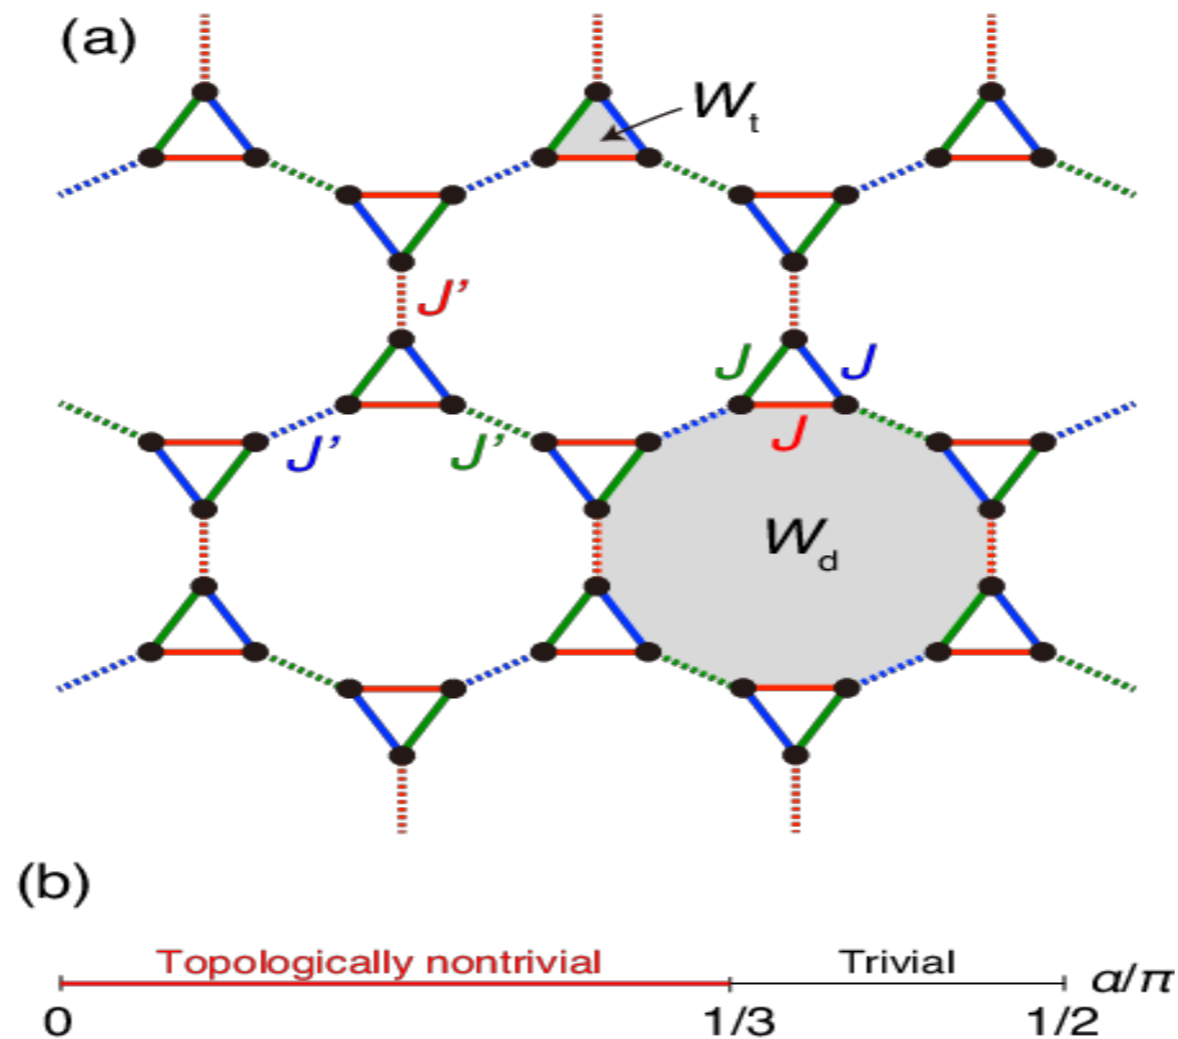 (a)
W_t
J’
J J
J
J’ J’
W_d
(b)
Topologically nontrivial Trivial
α/π
0 1/3 1/2